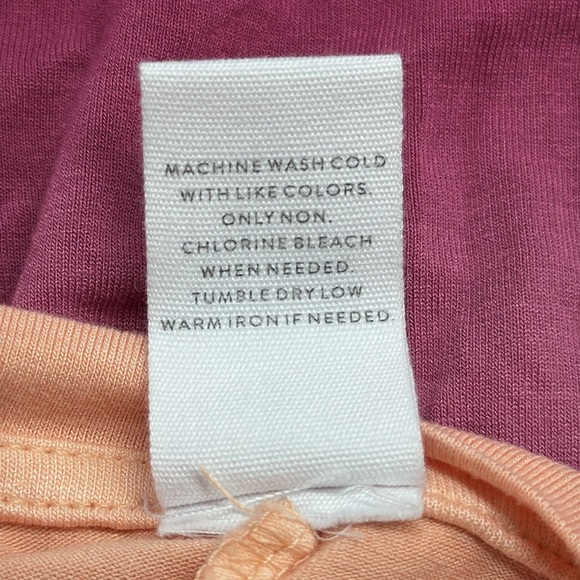 MACHINE WASH COLD
WITH LIKE COLORS
ONLY NON.
CHLORINE BLEACH
WHEN NEEDED.
TUMBLE DRY LOW
WARM IRON IF NEEDED